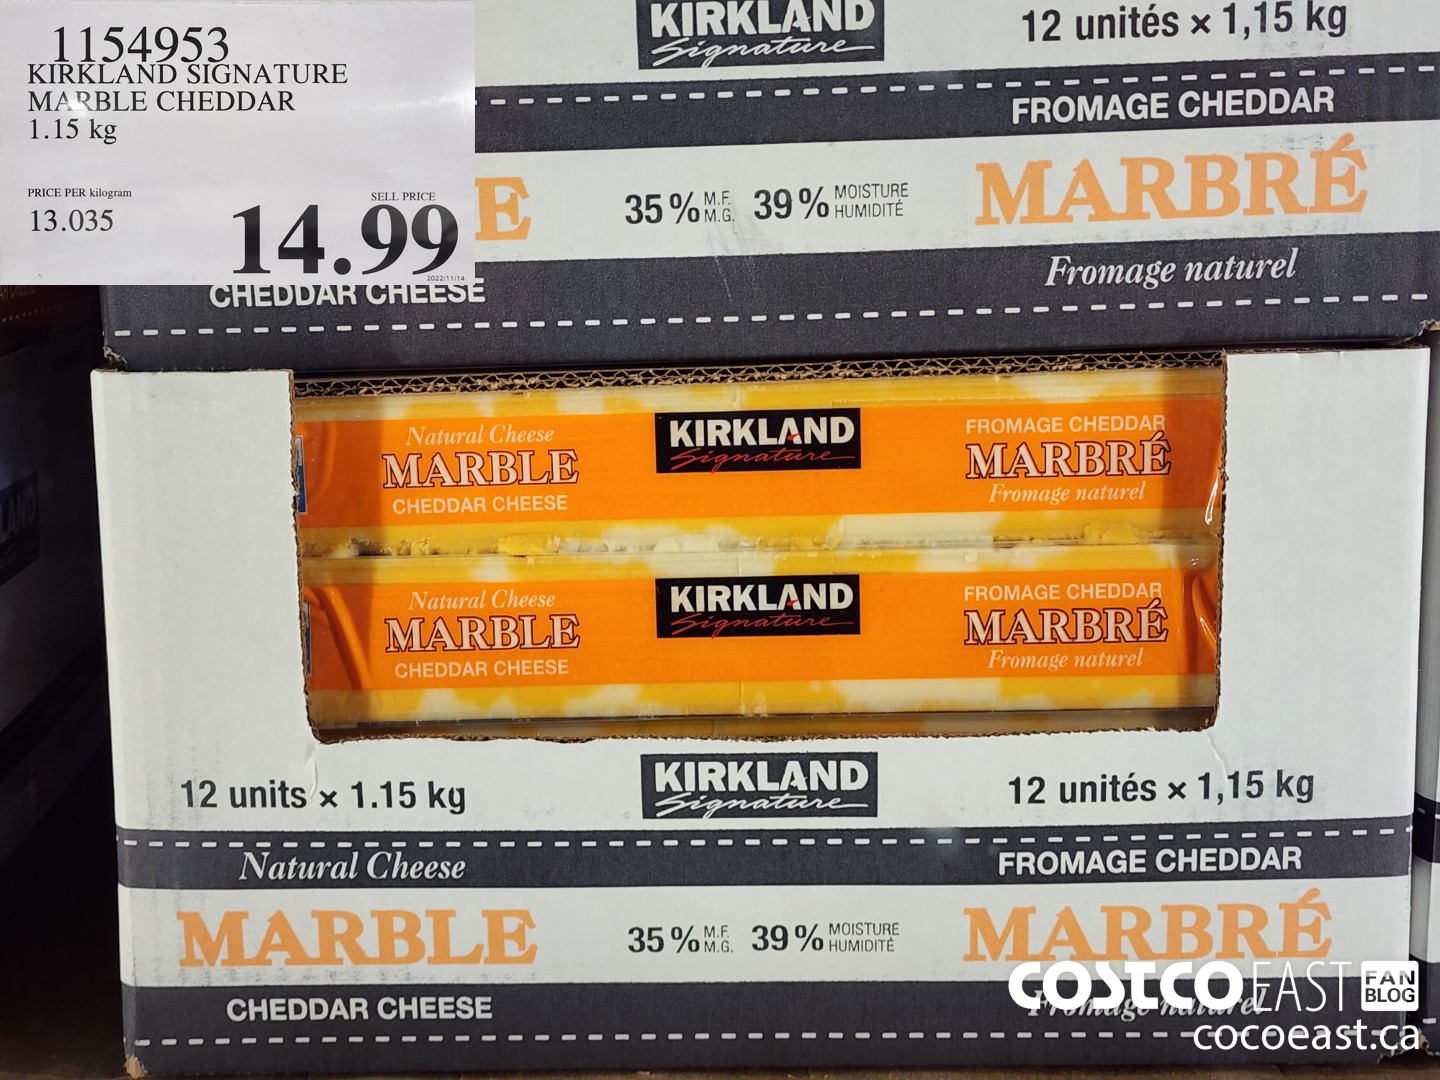 1154953
KIRKLAND SIGNATURE
MARBLE CHEDDAR
1.15 kg
PRICE PER kilogram
13.035
SELL PRICE
14.99
2022/11/14
KIRKLAND
Signature
12 unités × 1,15 kg
FROMAGE CHEDDAR
E
35 % M.F. M.G. 39 % MOISTURE HUMIDITÉ
MARBRÉ
CHEDDAR CHEESE
Fromage naturel
Natural Cheese
MARBLE
CHEDDAR CHEESE
KIRKLAND
Signature
FROMAGE CHEDDAR
MARBRÉ
Fromage naturel
Natural Cheese
MARBLE
CHEDDAR CHEESE
KIRKLAND
Signature
FROMAGE CHEDDAR
MARBRÉ
Fromage naturel
12 units × 1.15 kg
KIRKLAND
Signature
12 unités × 1,15 kg
Natural Cheese
FROMAGE CHEDDAR
MARBLE
35 % M.F. M.G. 39 % MOISTURE HUMIDITÉ
MARBRÉ
CHEDDAR CHEESE
Fromage naturel
COSTCO EAST FAN BLOG
cocoeast.ca